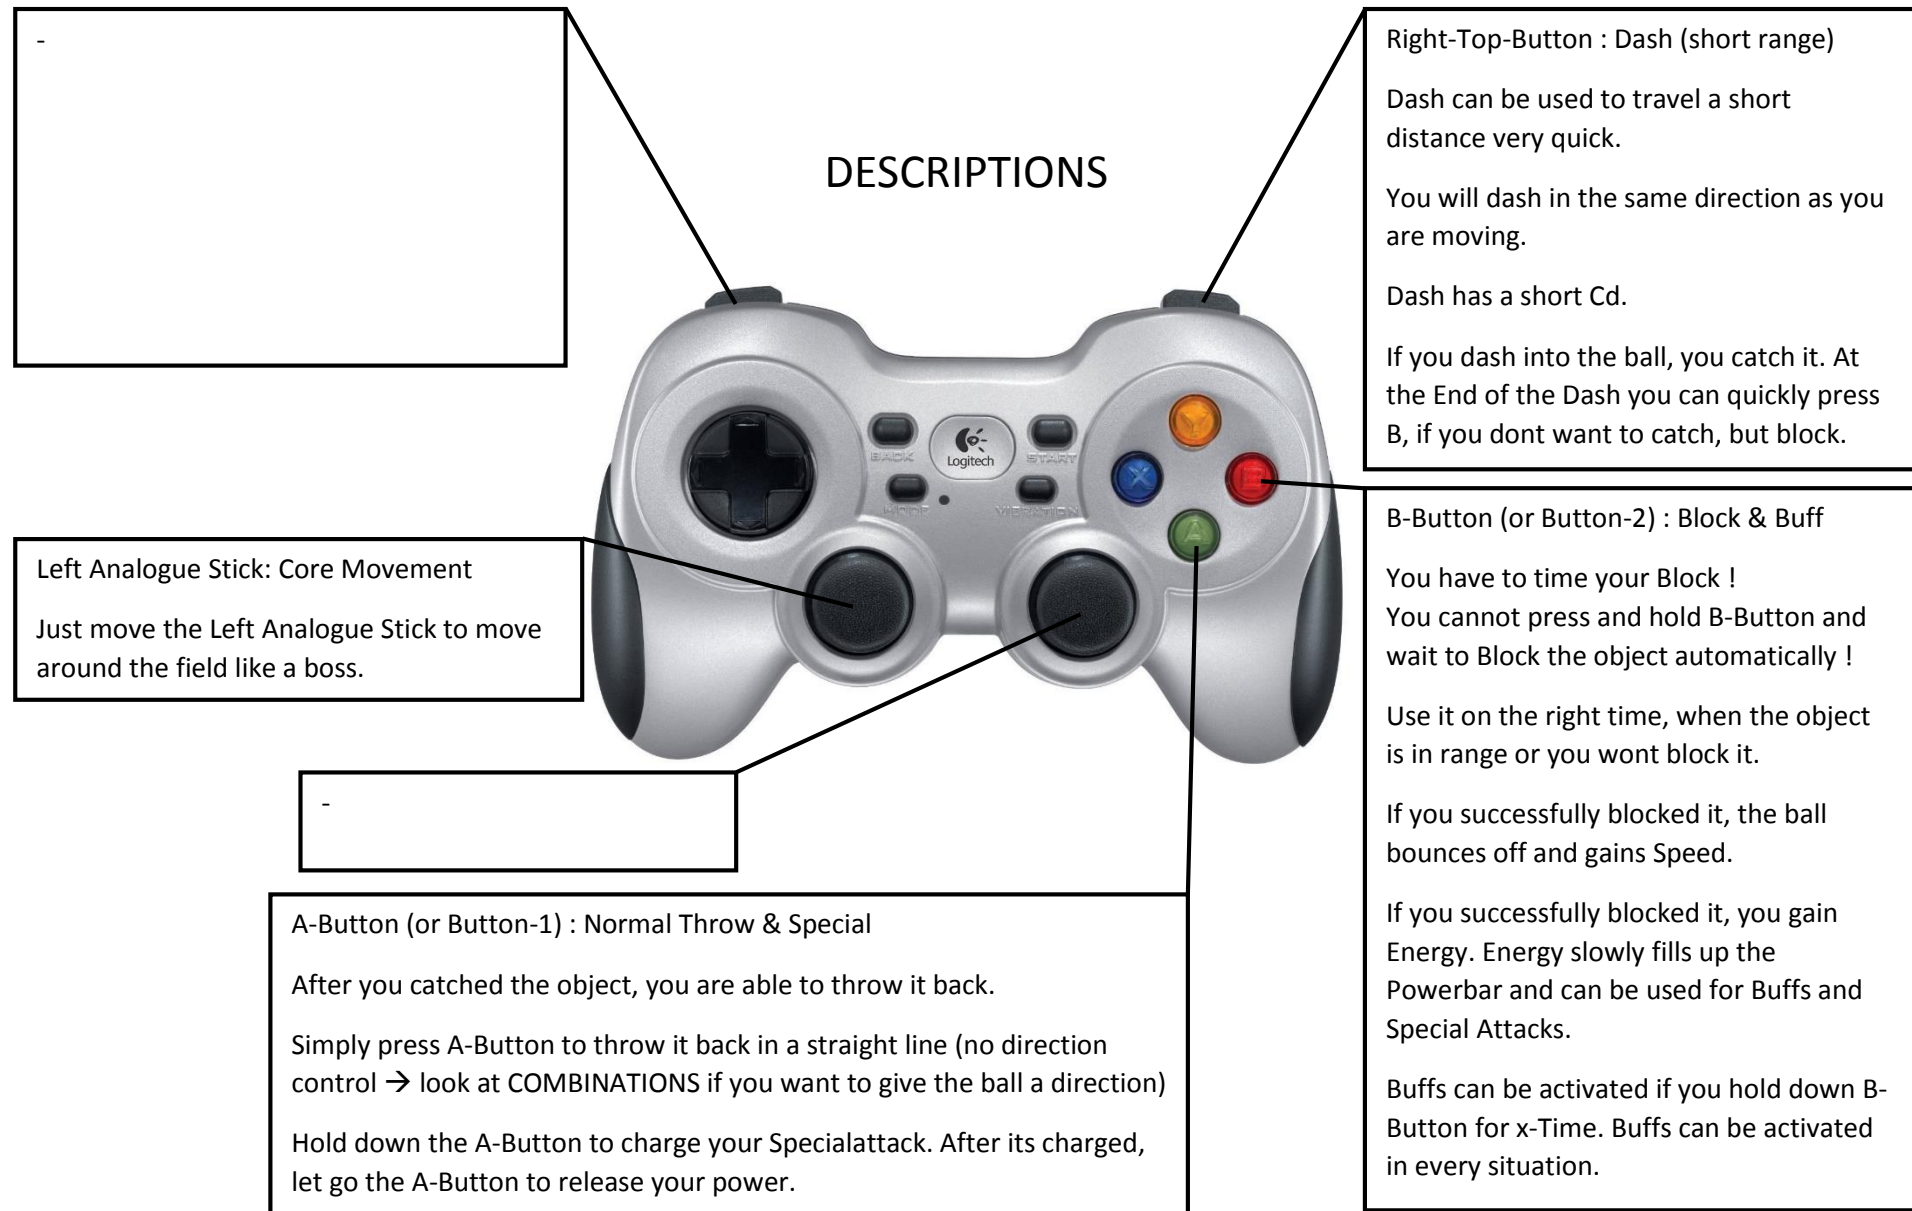 -
DESCRIPTIONS
Right-Top-Button : Dash (short range)
Dash can be used to travel a short
distance very quick.
You will dash in the same direction as you
are moving.
Dash has a short Cd.
If you dash into the ball, you catch it. At
the End of the Dash you can quickly press
B, if you dont want to catch, but block.
Y
X
B
A
BACK
Logitech
START
MODE
VIBRATION
Left Analogue Stick: Core Movement
Just move the Left Analogue Stick to move
around the field like a boss.
B-Button (or Button-2) : Block & Buff
You have to time your Block !
You cannot press and hold B-Button and
wait to Block the object automatically !
Use it on the right time, when the object
is in range or you wont block it.
If you successfully blocked it, the ball
bounces off and gains Speed.
If you successfully blocked it, you gain
Energy. Energy slowly fills up the
Powerbar and can be used for Buffs and
Special Attacks.
Buffs can be activated if you hold down B-
Button for x-Time. Buffs can be activated
in every situation.
-
A-Button (or Button-1) : Normal Throw & Special
After you catched the object, you are able to throw it back.
Simply press A-Button to throw it back in a straight line (no direction
control → look at COMBINATIONS if you want to give the ball a direction)
Hold down the A-Button to charge your Specialattack. After its charged,
let go the A-Button to release your power.